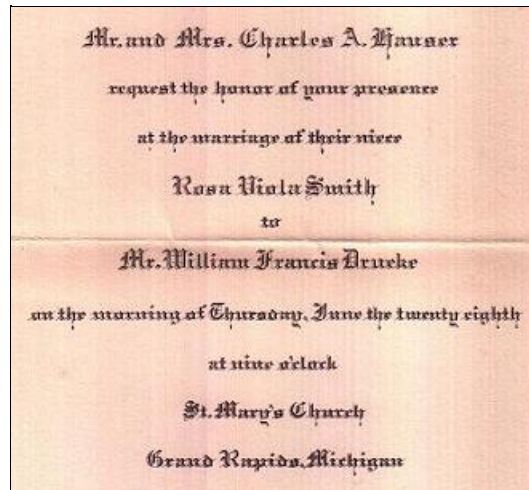 Mr. and Mrs. Charles A. Hauser
request the honor of your presence
at the marriage of their niece
Rosa Viola Smith
to
Mr. William Francis Drueke
on the morning of Thursday, June the twenty eighth
at nine o'clock
St. Mary's Church
Grand Rapids, Michigan